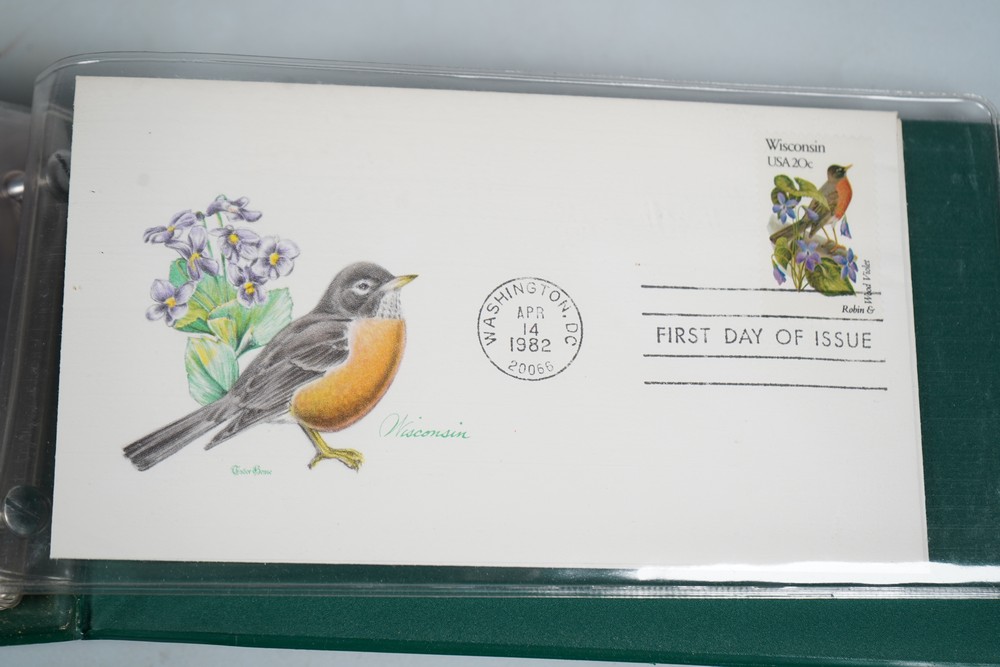 Wisconsin
USA 20c
Robin &
Wood Violet
WASHINGTON, DC
APR
14
1982
20066
FIRST DAY OF ISSUE
Wisconsin